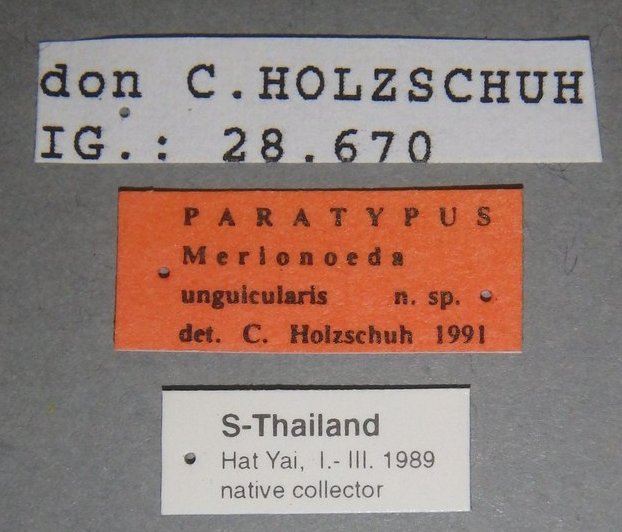 don C.HOLZSCHUH
IG.: 28.670
PARATYPUS
Merionoeda
unguicularis n. sp.
det. C. Holzschuh 1991
S-Thailand
Hat Yai, I.- III. 1989
native collector